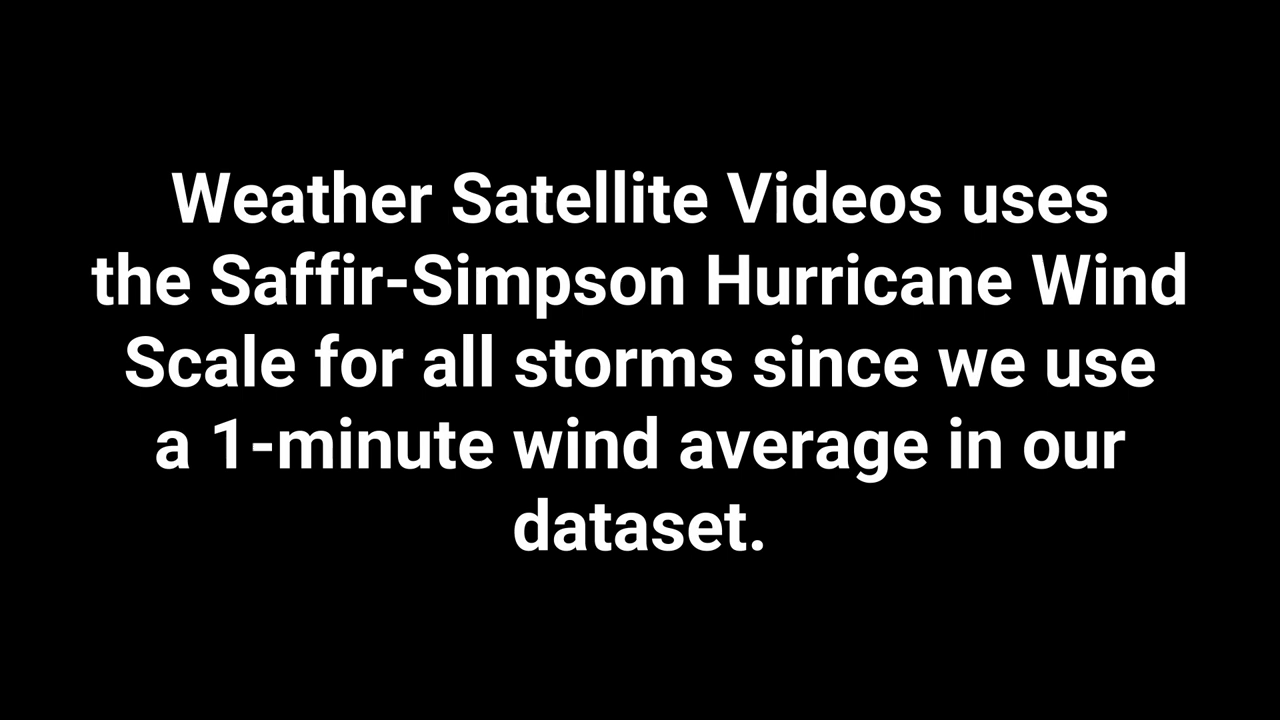 Weather Satellite Videos uses
the Saffir-Simpson Hurricane Wind
Scale for all storms since we use
a 1-minute wind average in our
dataset.